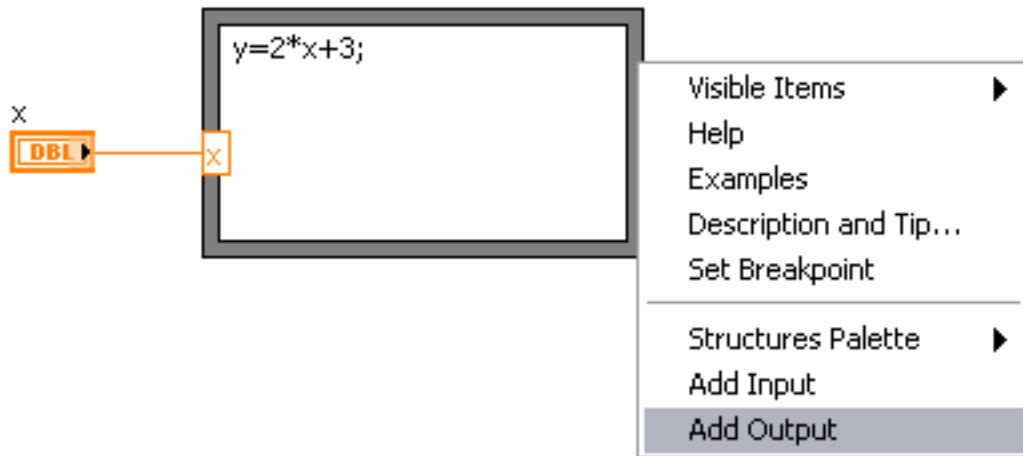 y=2*x+3;
x
DBL
x
Visible Items
Help
Examples
Description and Tip...
Set Breakpoint
Structures Palette
Add Input
Add Output